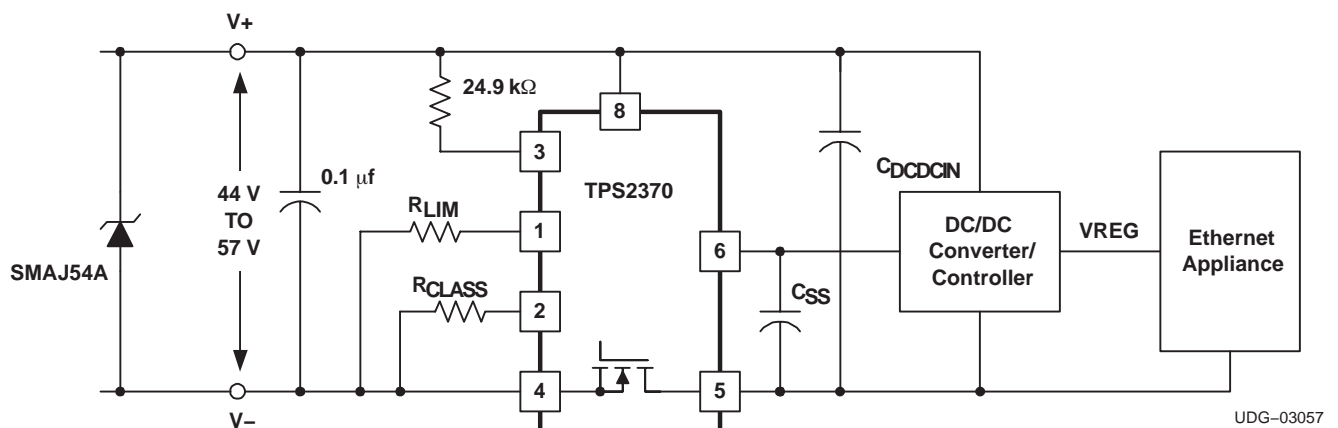 V+
24.9 kΩ
8
3
0.1 μf
44 V
TO
57 V
TPS2370
CDCDCIN
RLIM
1
DC/DC
Converter/
Controller
VREG
Ethernet
Appliance
6
SMAJ54A
RCLASS
2
CSS
4
5
V–
UDG–03057